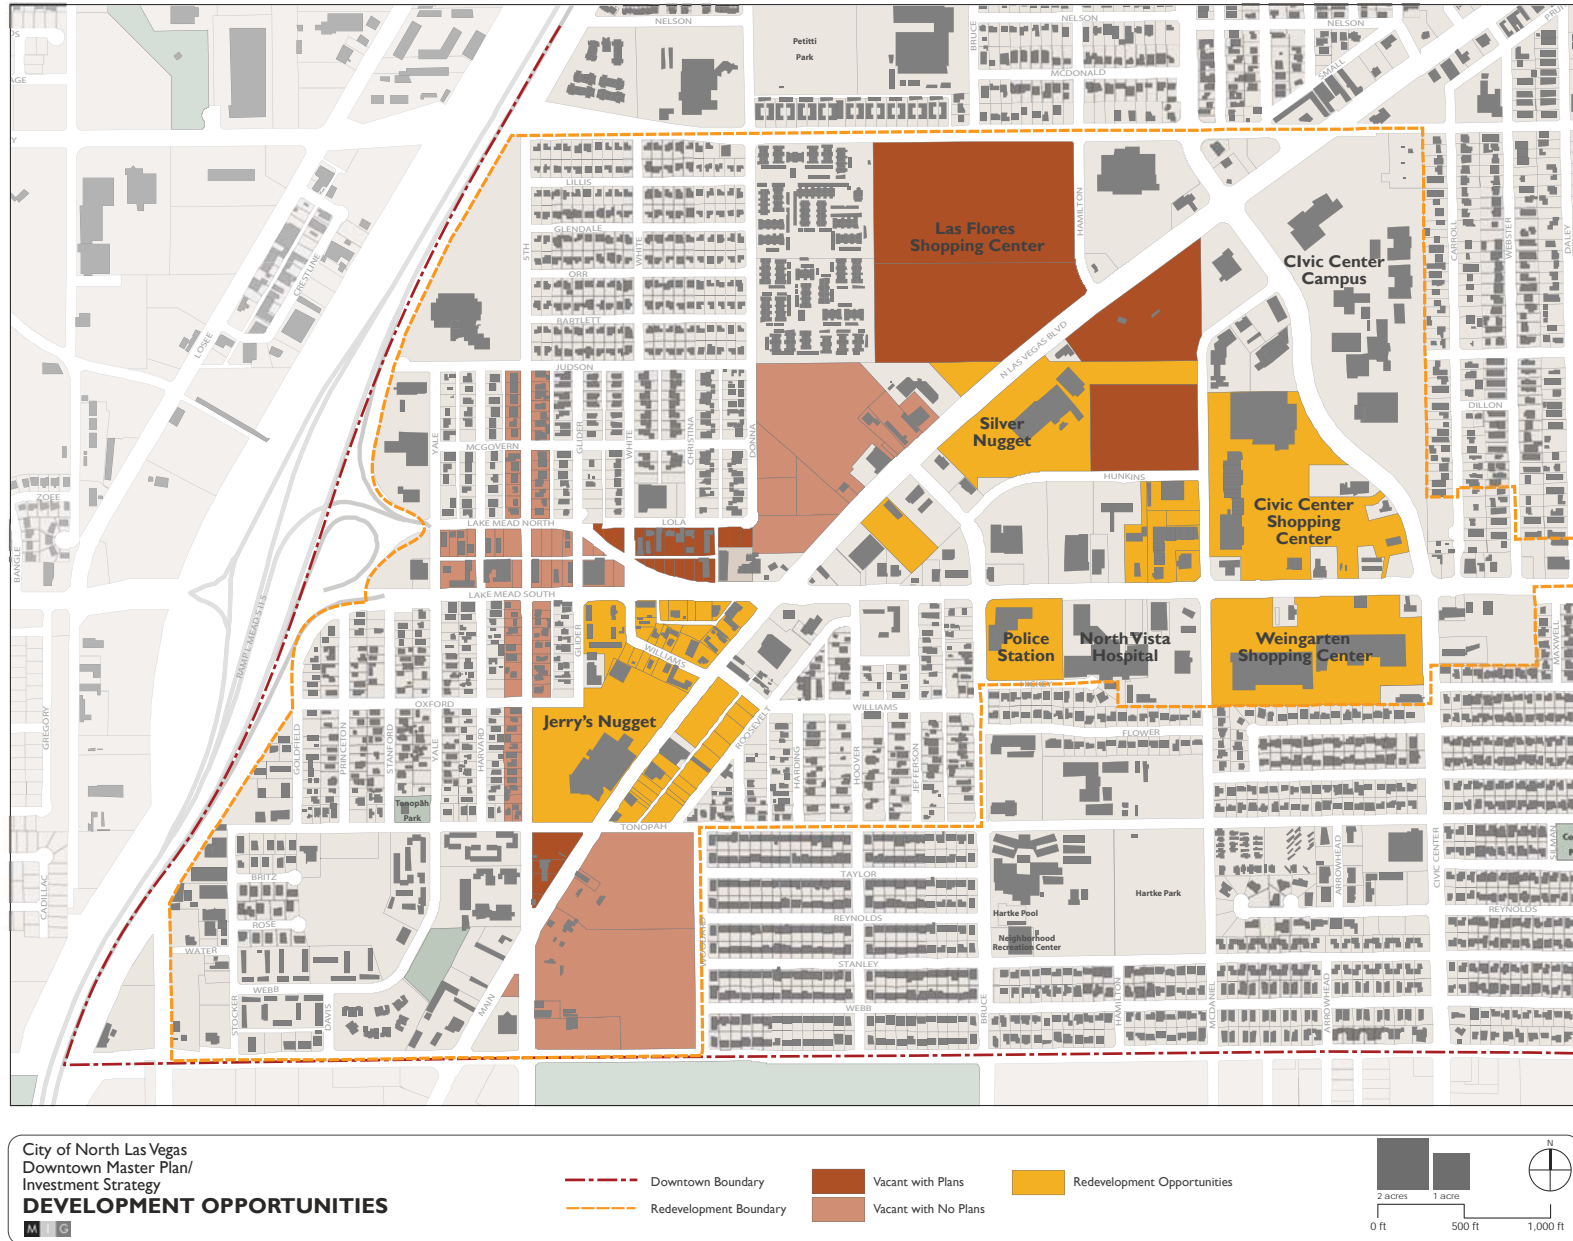 NELSON
BRUCE
NELSON
NELSON
Petitti
Park
MCDONALD
SMALL
LILLIS
GLENDALE
5TH
WHITE
ORR
BARTLETT
JUDSON
HAMILTON
Las Flores
Shopping Center
CIvic Center
Campus
CARROLL
WEBSTER
DALEY
CRESTLINE
LOSEE
N LAS VEGAS BLVD
DILLON
Silver
Nugget
YALE
MCGOVERN
GLIDER
WHITE
CHRISTINA
DONNA
HUNKINS
ZOEE
BANGLE
LAKE MEAD NORTH
LOLA
Civic Center
Shopping
Center
LAKE MEAD SOUTH
GLIDER
WILLIAMS
Police
Station
North Vista
Hospital
Weingarten
Shopping Center
MAXWELL
HICKEY
OXFORD
WILLIAMS
FLOWER
GREGORY
GOLDFIELD
PRINCETON
STANFORD
YALE
HARVARD
Jerry's Nugget
ROOSEVELT
HARDING
HOOVER
JEFFERSON
Tonopah
Park
TONOPAH
CADILLAC
BRITZ
ROSE
WATER
WEBB
STOCKER
DAVIS
MAIN
TAYLOR
REYNOLDS
STANLEY
WEBB
BRUCE
Hartke Park
Hartke Pool
Neighborhood
Recreation Center
HAMILTON
MCDANIEL
ARROWHEAD
ARROWHEAD
CIVIC CENTER
REYNOLDS
City of North Las Vegas
Downtown Master Plan/
Investment Strategy
DEVELOPMENT OPPORTUNITIES
M I G
Downtown Boundary
Redevelopment Boundary
Vacant with Plans
Vacant with No Plans
Redevelopment Opportunities
2 acres
1 acre
0 ft
500 ft
1,000 ft
N